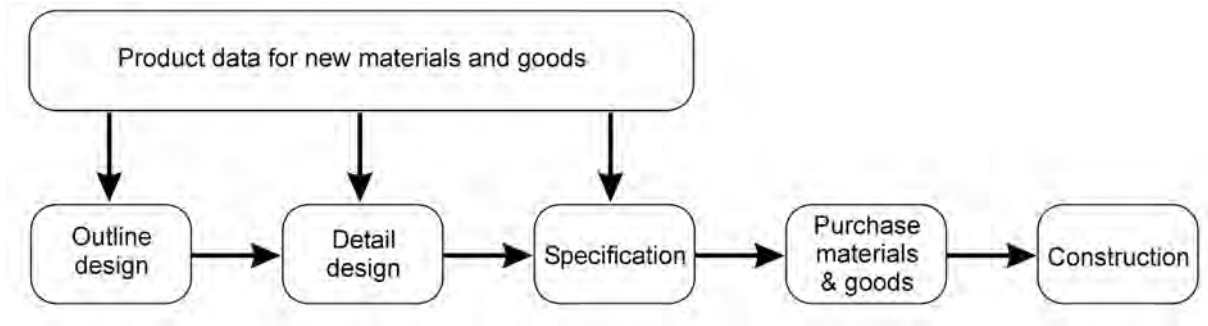 Product data for new materials and goods
Outline
design
Detail
design
Specification
Purchase
materials
& goods
Construction